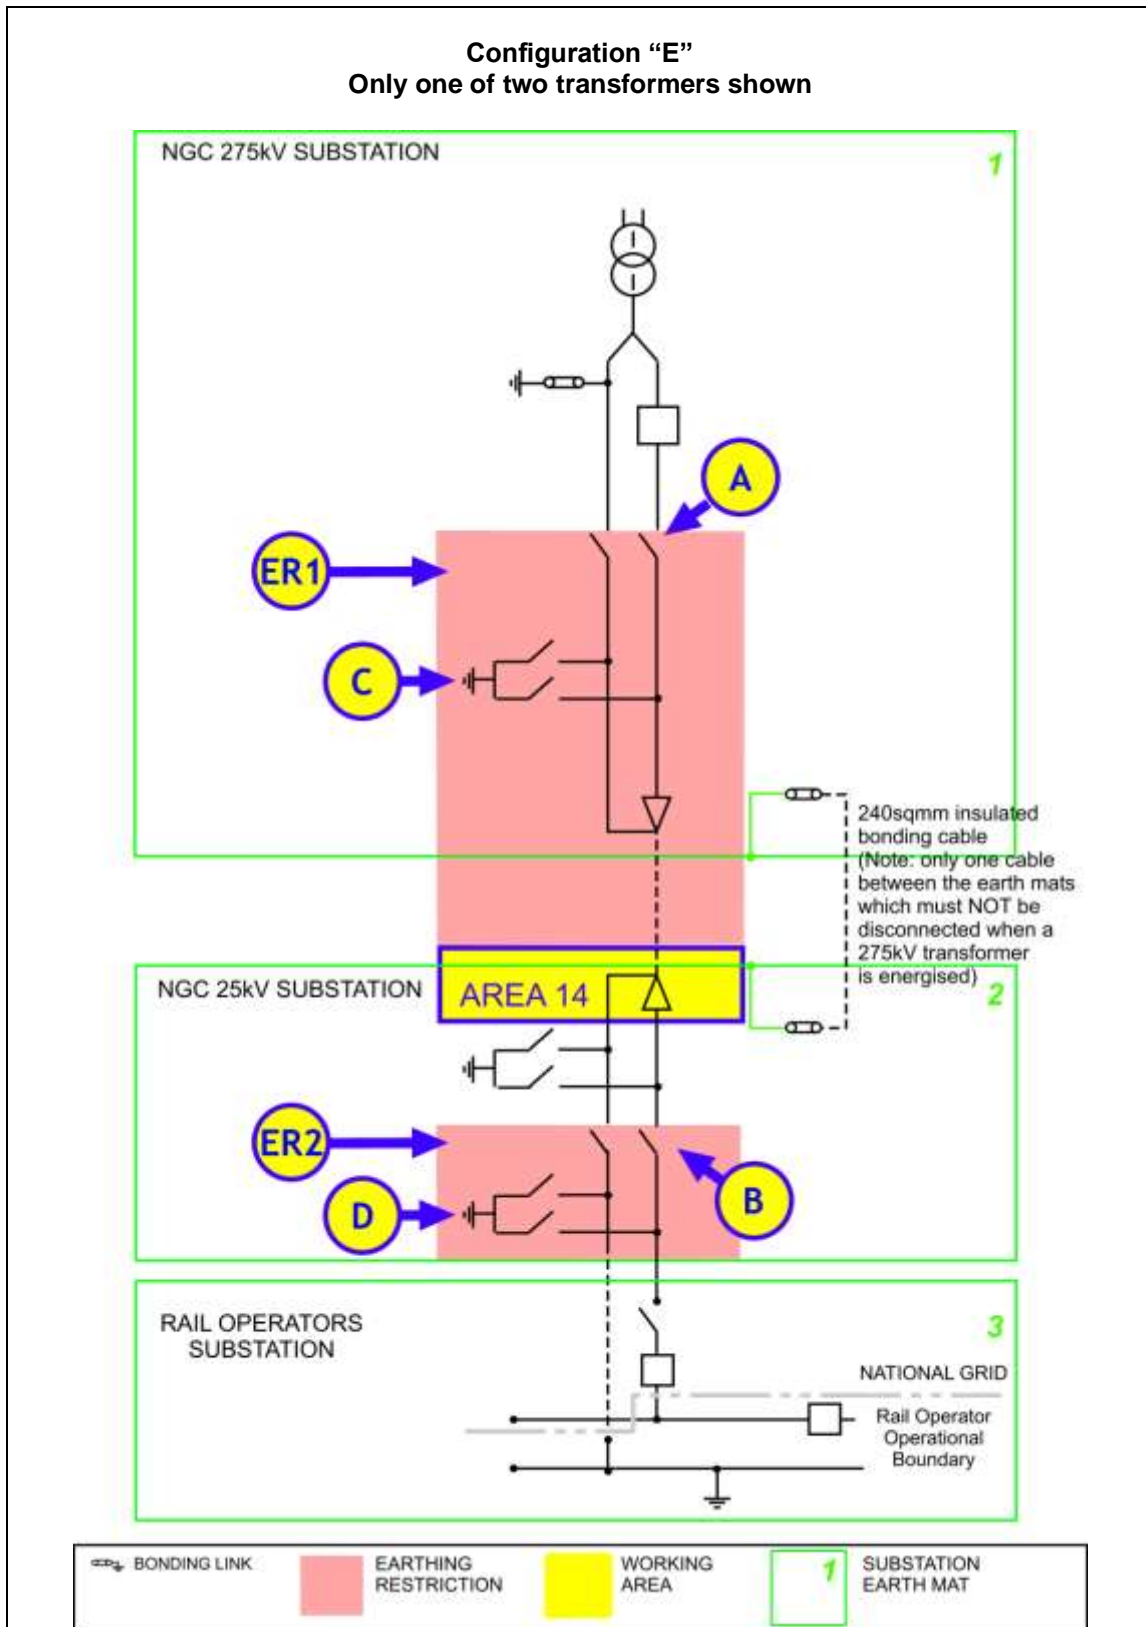 Configuration “E”
Only one of two transformers shown
NGC 275kV SUBSTATION
1
A
ER1
C
240sqmm insulated
bonding cable
(Note: only one cable
between the earth mats
which must NOT be
disconnected when a
275kV transformer
is energised)
NGC 25kV SUBSTATION
AREA 14
2
ER2
D
B
RAIL OPERATORS
SUBSTATION
3
NATIONAL GRID
Rail Operator
Operational
Boundary
BONDING LINK
EARTHING
RESTRICTION
WORKING
AREA
1
SUBSTATION
EARTH MAT